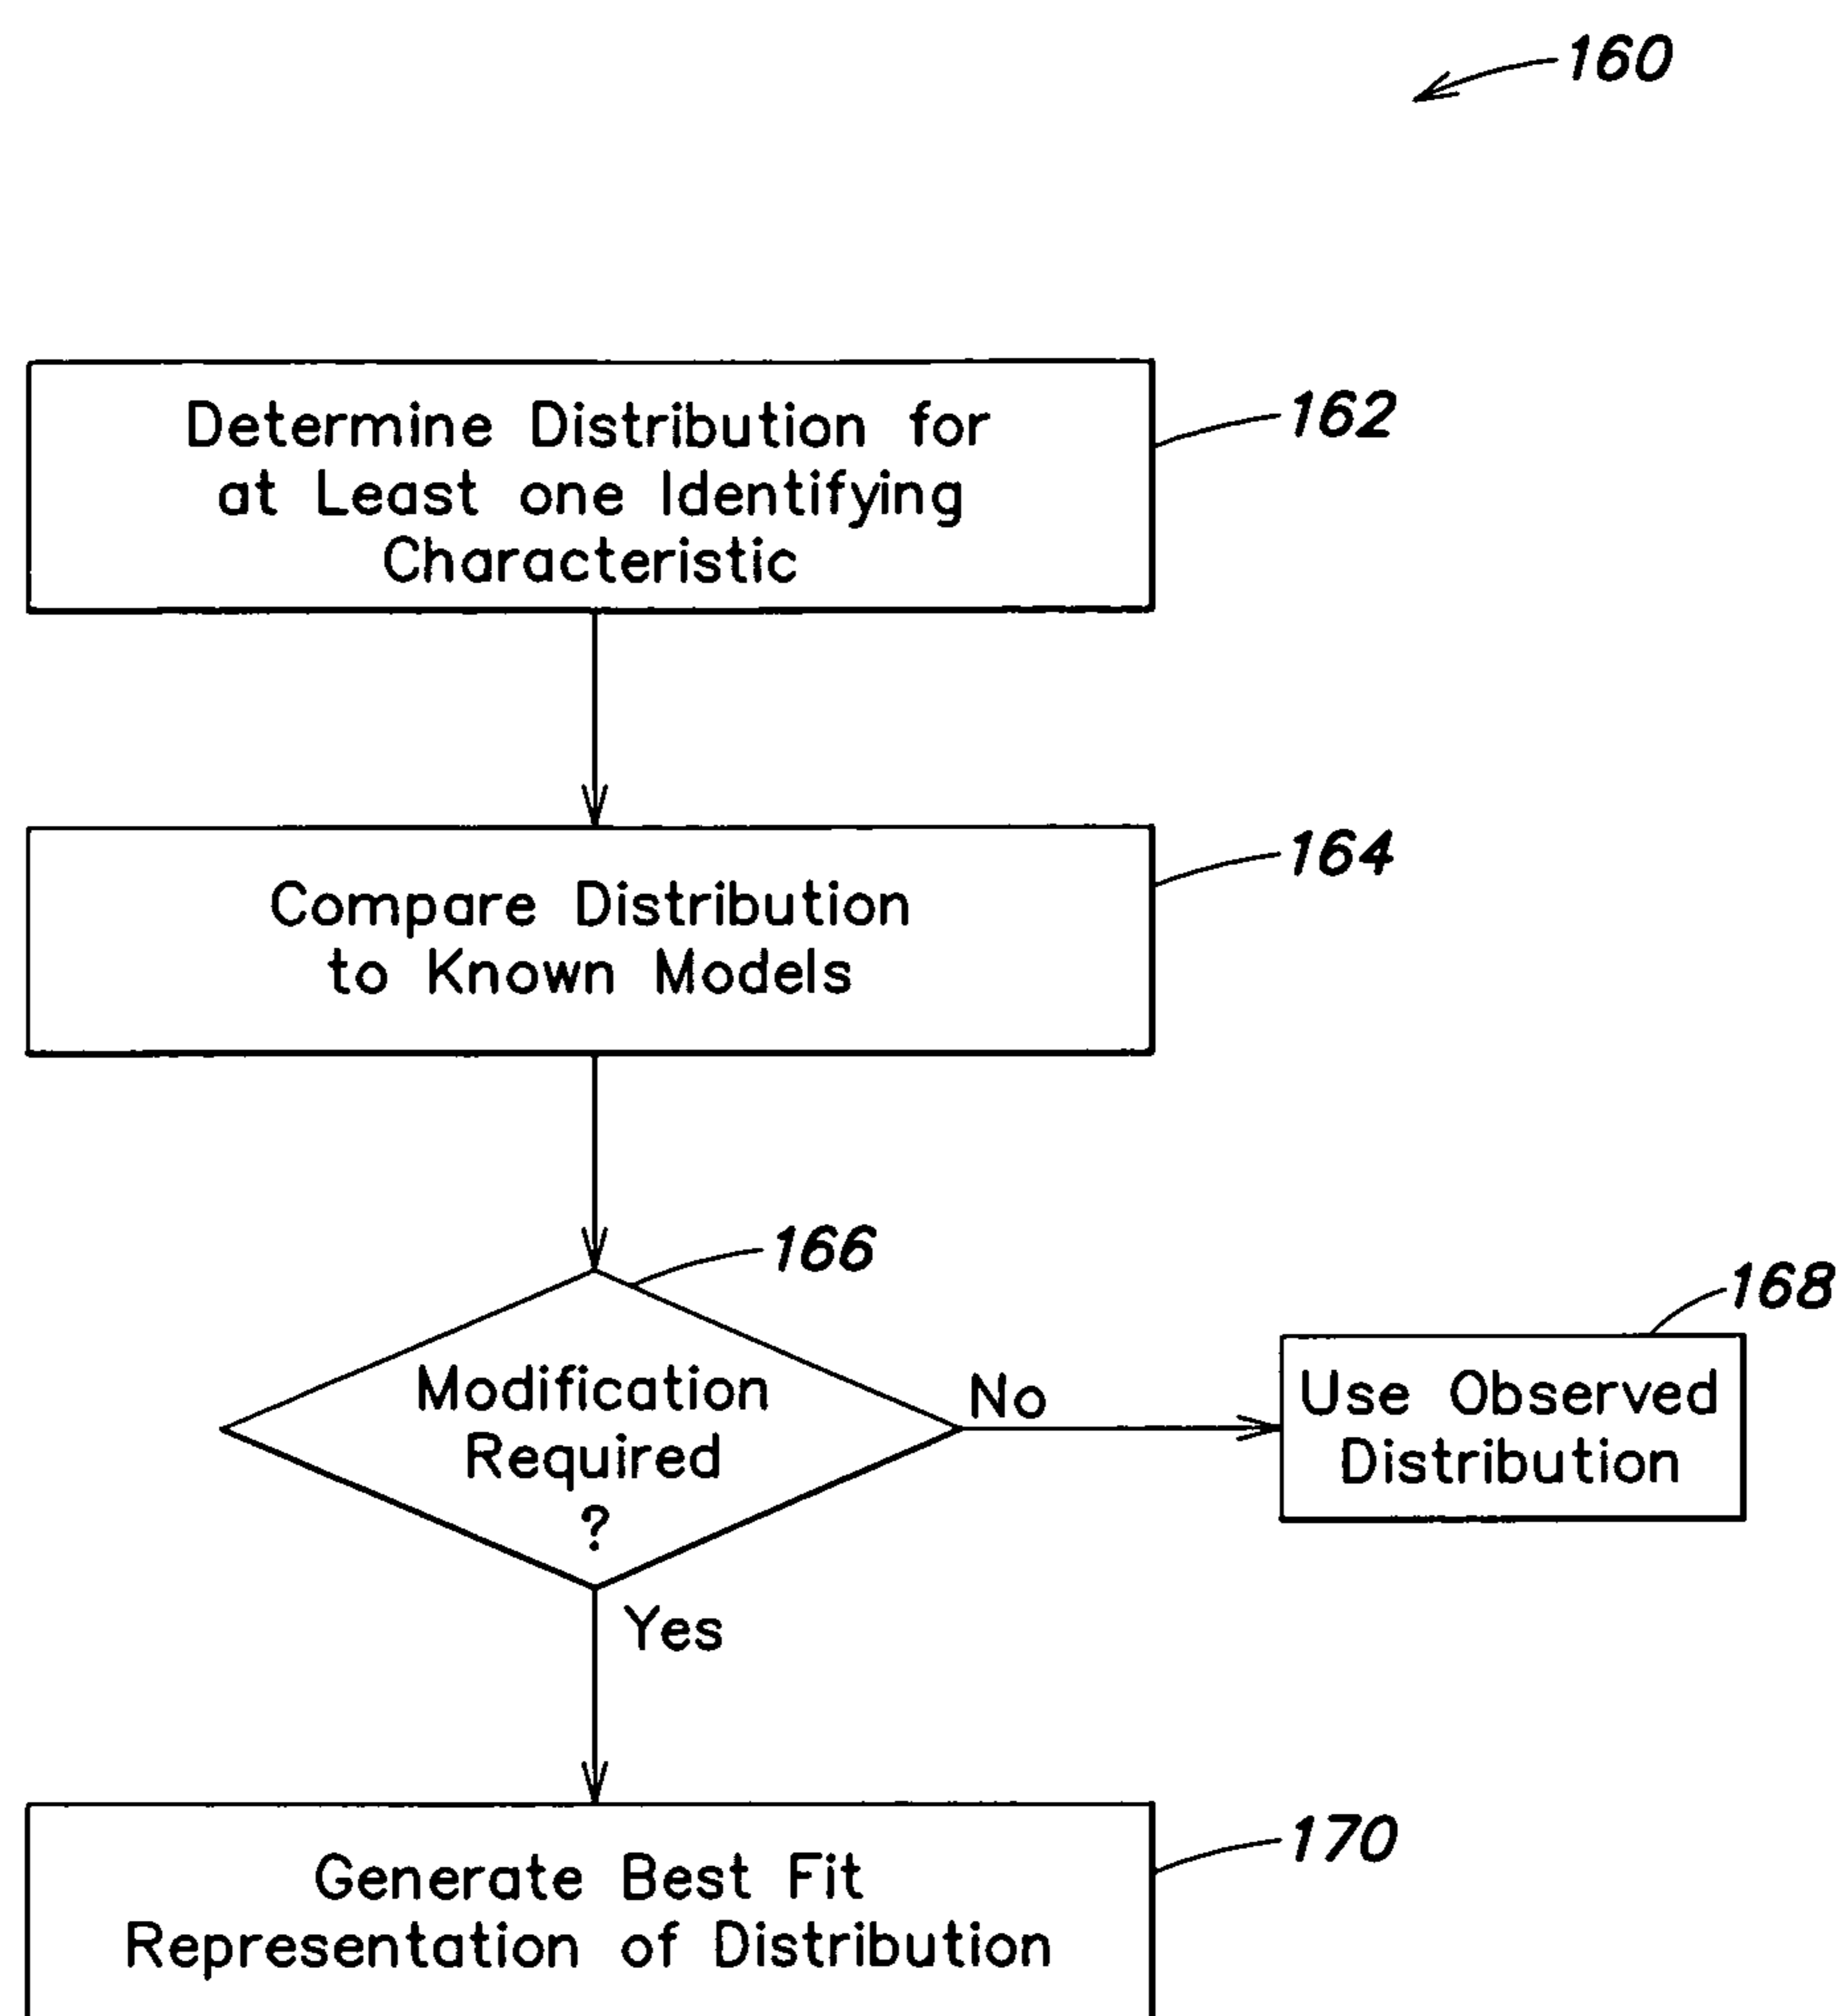 160
Determine Distribution for
at Least one Identifying
Characteristic
162
Compare Distribution
to Known Models
164
166
Modification
Required
?
No
168
Use Observed
Distribution
Yes
Generate Best Fit
Representation of Distribution
170